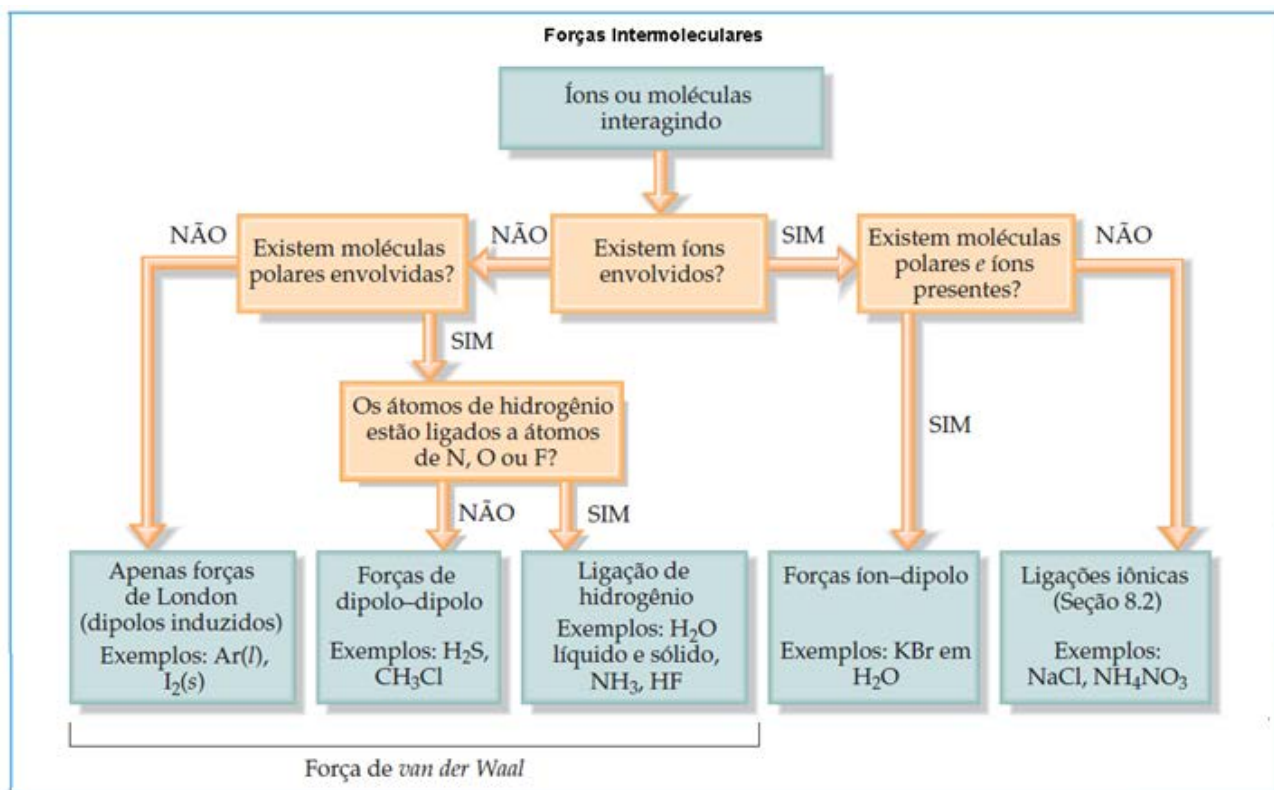 Forças Intermoleculares
Íons ou moléculas
interagindo
NÃO
Existem moléculas
polares envolvidas?
NÃO
Existem íons
envolvidos?
SIM
Existem moléculas
polares e íons
presentes?
NÃO
SIM
Os átomos de hidrogênio
estão ligados a átomos
de N, O ou F?
SIM
NÃO
SIM
Apenas forças
de London
(dipolos induzidos)
Exemplos: Ar(l),
I₂(s)
Forças de
dipolo–dipolo
Exemplos: H₂S,
CH₃Cl
Ligação de
hidrogênio
Exemplos: H₂O
líquido e sólido,
NH₃, HF
Forças íon–dipolo
Exemplos: KBr em
H₂O
Ligações iônicas
(Seção 8.2)
Exemplos:
NaCl, NH₄NO₃
Força de van der Waal